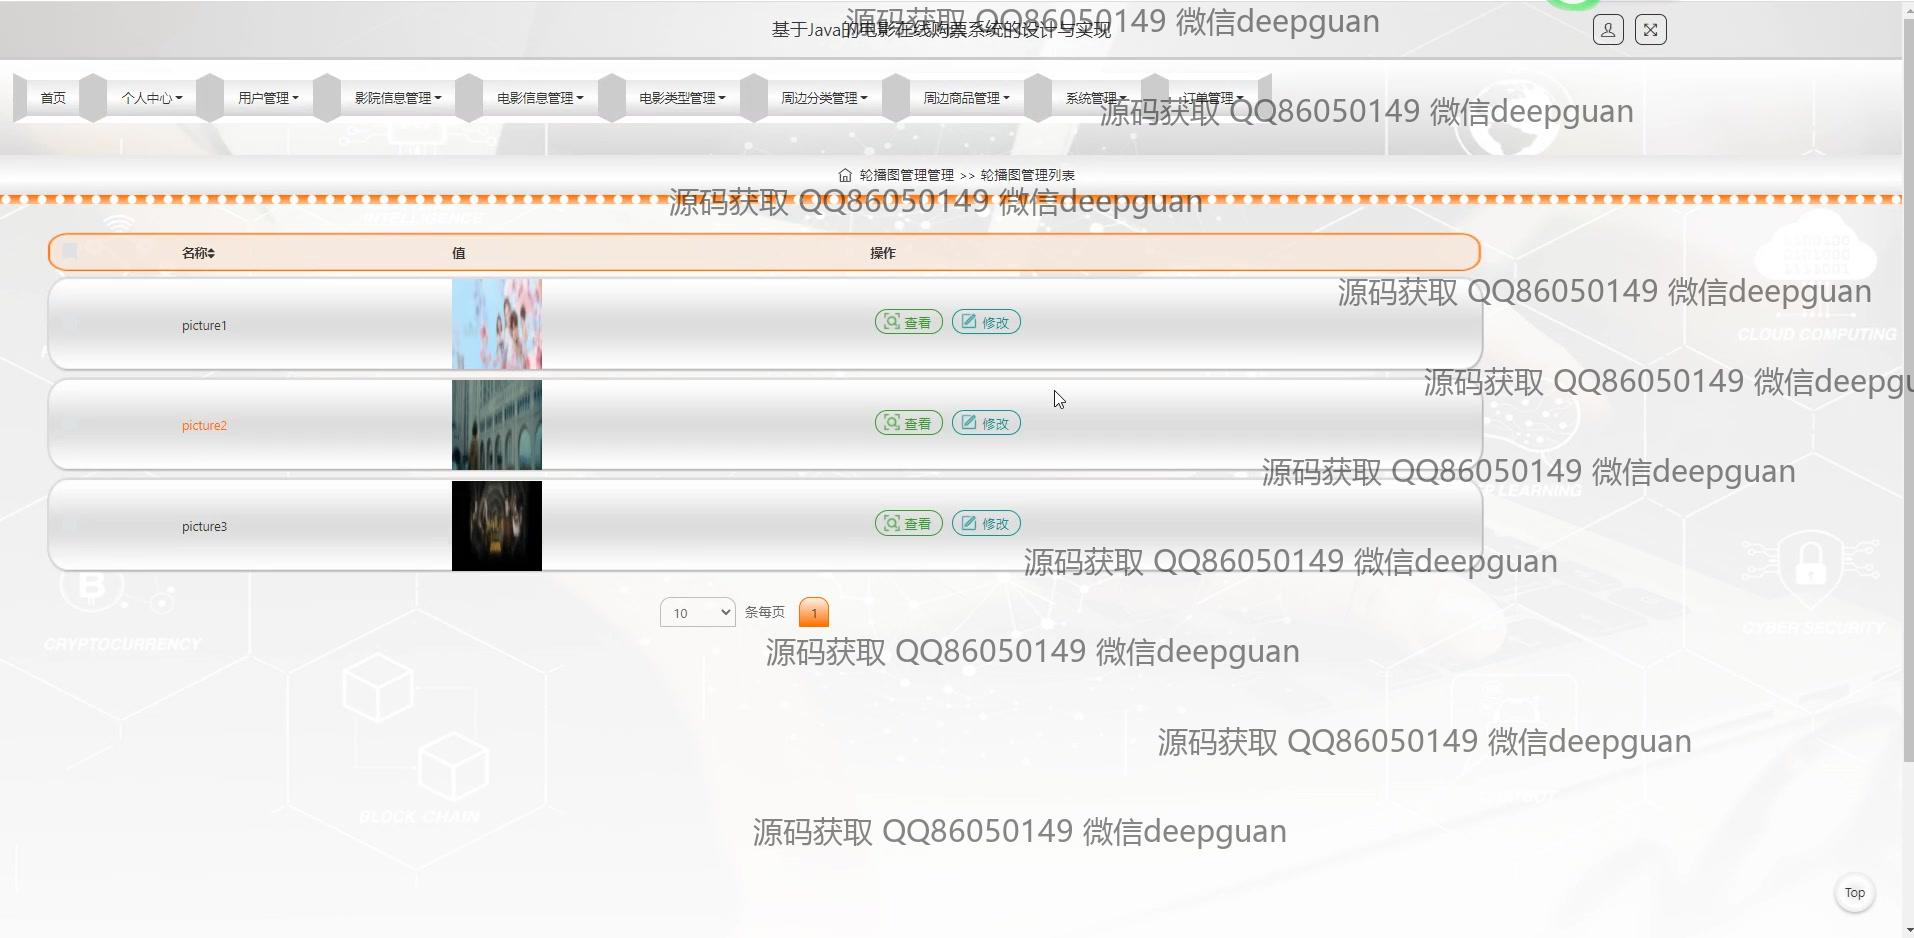 基于Java的电影在线购票系统的设计与实现
源码获取 QQ86050149 微信deepguan
首页 个人中心 用户管理 影院信息管理 电影信息管理 电影类型管理 周边分类管理 周边商品管理 系统管理 订单管理
源码获取 QQ86050149 微信deepguan
轮播图管理管理 >> 轮播图管理列表
源码获取 QQ86050149 微信deepguan
INTELLIGENCE
名称 值 操作
源码获取 QQ86050149 微信deepguan
picture1 查看 修改
CLOUD COMPUTING
源码获取 QQ86050149 微信deepgu
picture2 查看 修改
源码获取 QQ86050149 微信deepguan
P LEARNING
picture3 查看 修改
源码获取 QQ86050149 微信deepguan
10 条每页 1
CRYPTOCURRENCY
CYBER SECURITY
源码获取 QQ86050149 微信deepguan
源码获取 QQ86050149 微信deepguan
CHATBOT
BLOCK CHAIN
源码获取 QQ86050149 微信deepguan
Top